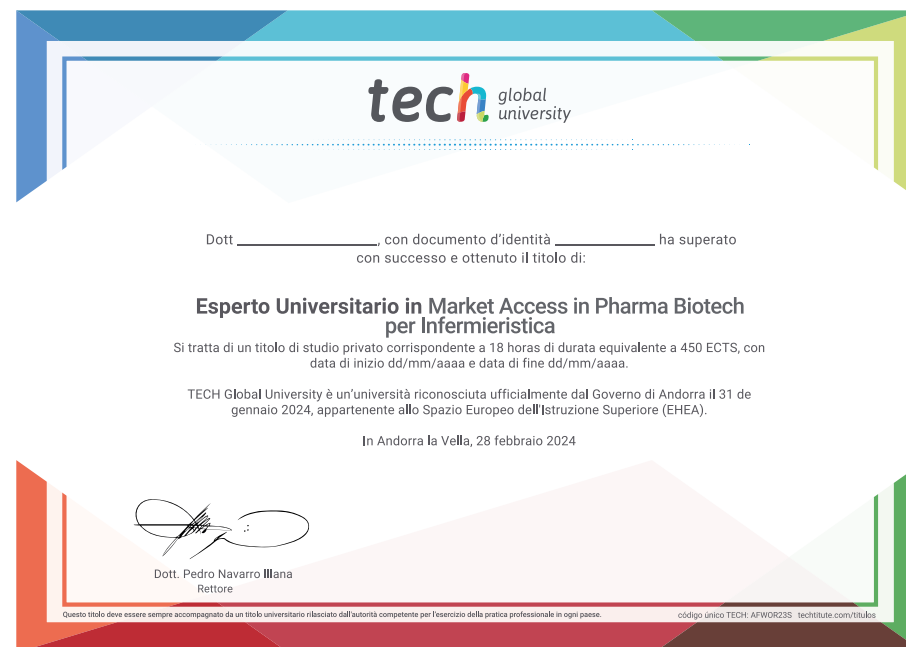 tech global university
Dott ____________________, con documento d'identità ______________ ha superato
con successo e ottenuto il titolo di:
Esperto Universitario in Market Access in Pharma Biotech
per Infermieristica
Si tratta di un titolo di studio privato corrispondente a 18 horas di durata equivalente a 450 ECTS, con
data di inizio dd/mm/aaaa e data di fine dd/mm/aaaa.
TECH Global University è un'università riconosciuta ufficialmente dal Governo di Andorra il 31 de
gennaio 2024, appartenente allo Spazio Europeo dell'Istruzione Superiore (EHEA).
In Andorra la Vella, 28 febbraio 2024
Dott. Pedro Navarro Illana
Rettore
Questo titolo deve essere sempre accompagnato da un titolo universitario rilasciato dall'autorità competente per l'esercizio della pratica professionale in ogni paese.
código único TECH: AFWOR23S techtitute.com/titulos